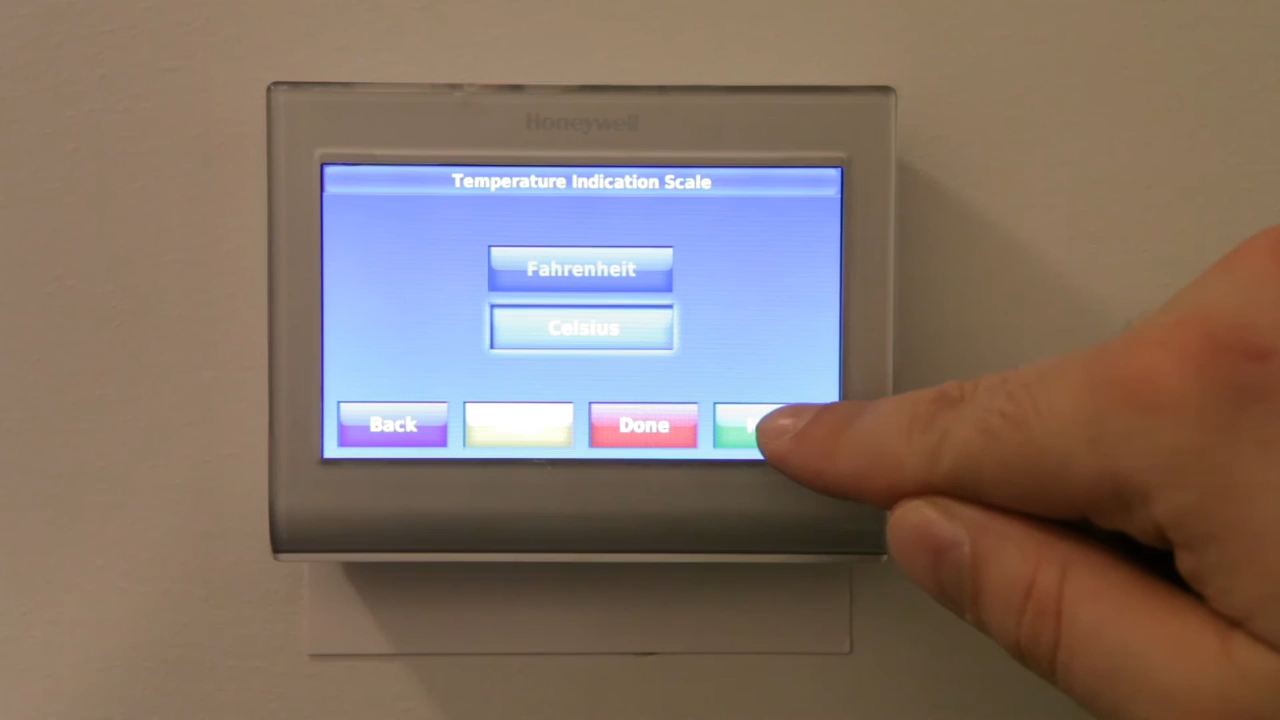 Honeywell
Temperature Indication Scale
Fahrenheit
Celsius
Back
Done